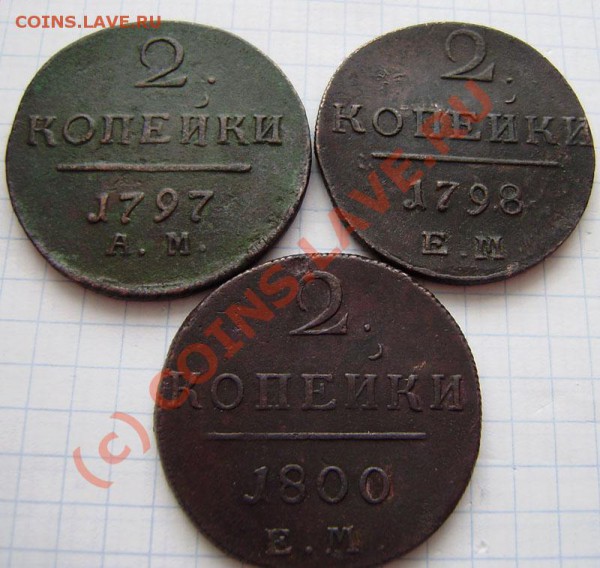 COINS.LAVE.RU
2.
КОПЕЙКИ
1797
А. М.
2.
КОПЕЙКИ
1798
Е. М
2.
КОПЕЙКИ
1800
Е. М.
(c) COINS.LAVE.RU